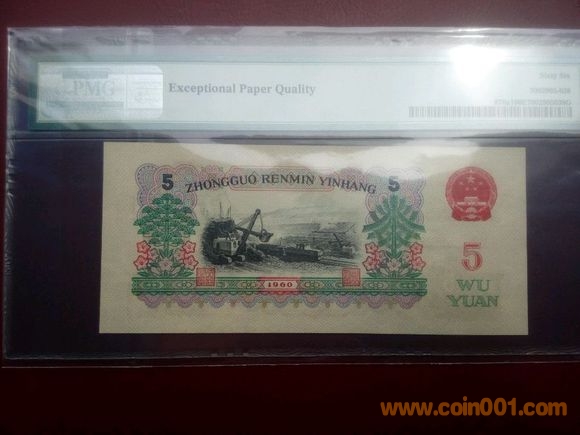 PMG
Exceptional Paper Quality
Sixty Six
5 ZHONGGUO RENMIN YINHANG 5
1960
5
WU
YUAN
www.coin001.com